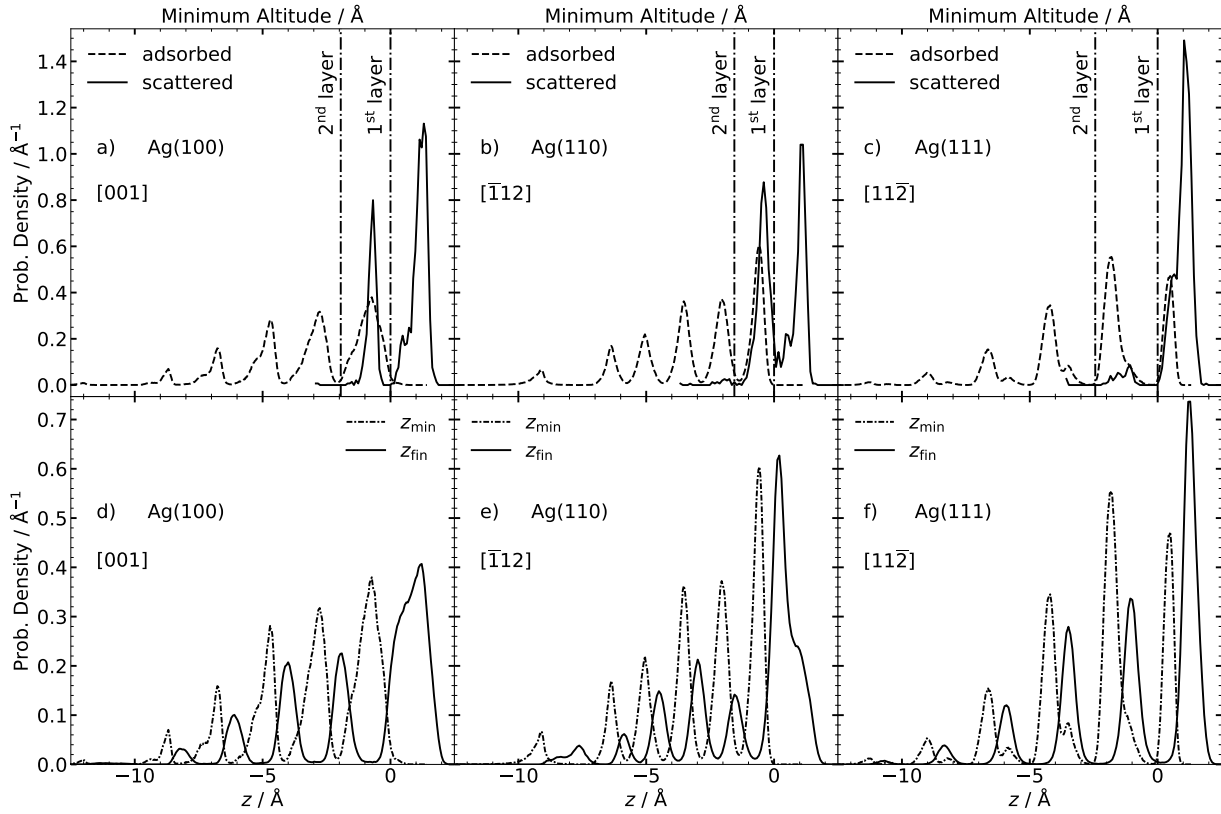 Minimum Altitude / Å Minimum Altitude / Å Minimum Altitude / Å
Prob. Density / Å⁻¹
1.4
1.2
1.0
0.8
0.6
0.4
0.2
0.0
adsorbed
scattered
2nd layer
1st layer
a) Ag(100)
[001]
adsorbed
scattered
2nd layer
1st layer
b) Ag(110)
[1̅12]
adsorbed
scattered
2nd layer
1st layer
c) Ag(111)
[112̅]
Prob. Density / Å⁻¹
0.7
0.6
0.5
0.4
0.3
0.2
0.1
0.0
z_min
z_fin
d) Ag(100)
[001]
−10 −5 0
z / Å
z_min
z_fin
e) Ag(110)
[1̅12]
−10 −5 0
z / Å
z_min
z_fin
f) Ag(111)
[112̅]
−10 −5 0
z / Å